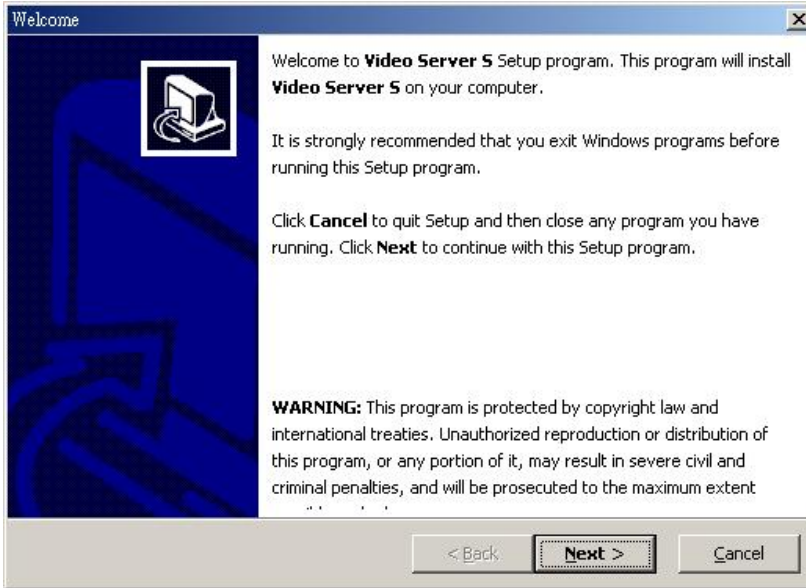 Welcome
Welcome to Video Server S Setup program. This program will install
Video Server S on your computer.
It is strongly recommended that you exit Windows programs before
running this Setup program.
Click Cancel to quit Setup and then close any program you have
running. Click Next to continue with this Setup program.
WARNING: This program is protected by copyright law and
international treaties. Unauthorized reproduction or distribution of
this program, or any portion of it, may result in severe civil and
criminal penalties, and will be prosecuted to the maximum extent
< Back
Next >
Cancel